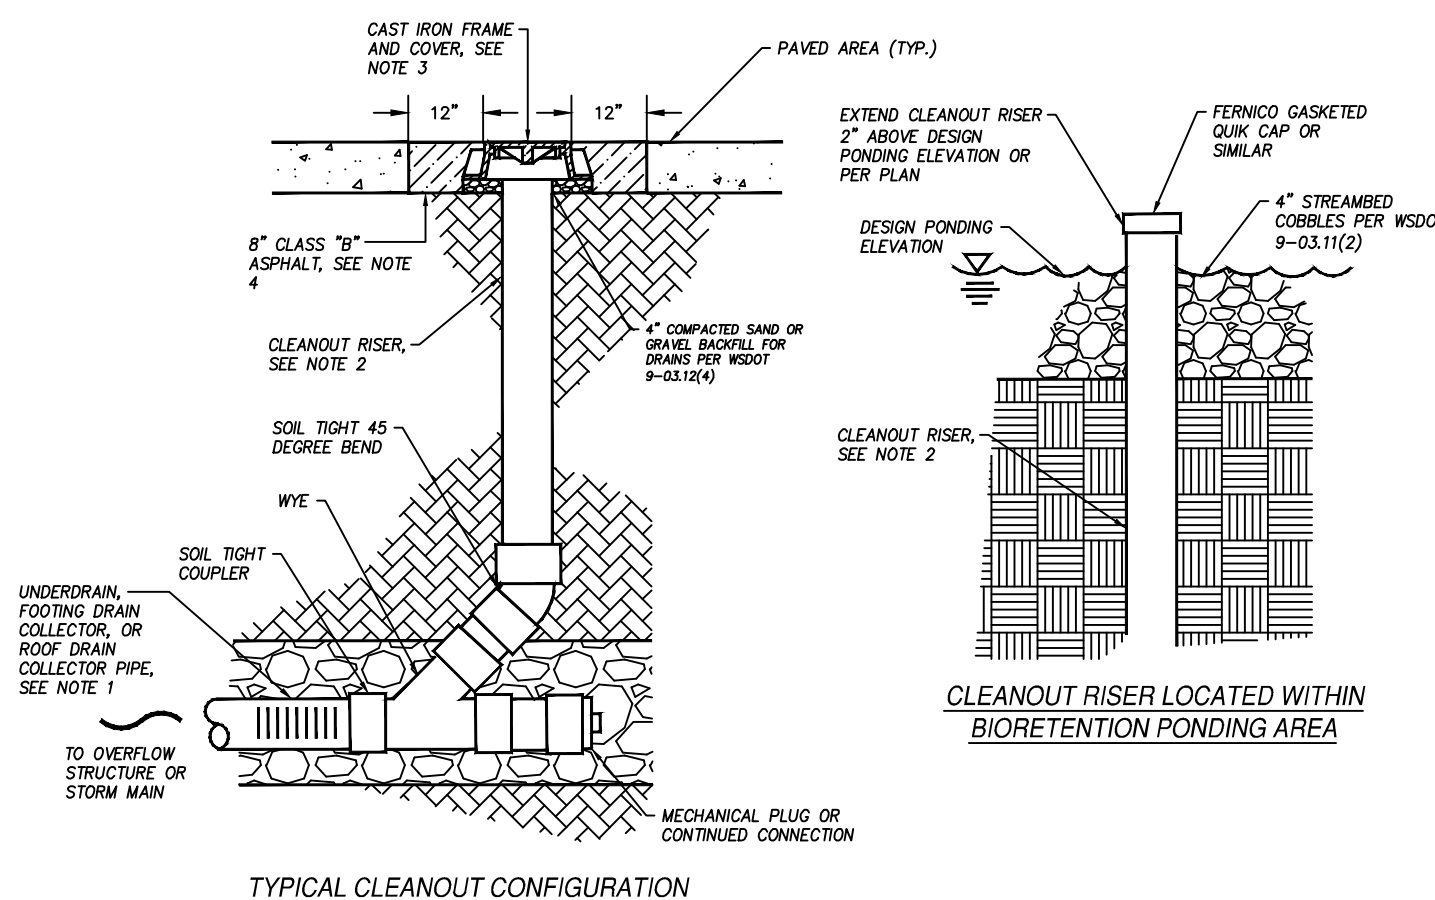 CAST IRON FRAME
AND COVER, SEE
NOTE 3
PAVED AREA (TYP.)
12"
12"
8" CLASS "B"
ASPHALT, SEE NOTE
4
CLEANOUT RISER,
SEE NOTE 2
4" COMPACTED SAND OR
GRAVEL BACKFILL FOR
DRAINS PER WSDOT
9-03.12(4)
SOIL TIGHT 45
DEGREE BEND
WYE
SOIL TIGHT
COUPLER
UNDERDRAIN,
FOOTING DRAIN
COLLECTOR, OR
ROOF DRAIN
COLLECTOR PIPE,
SEE NOTE 1
TO OVERFLOW
STRUCTURE OR
STORM MAIN
MECHANICAL PLUG OR
CONTINUED CONNECTION
TYPICAL CLEANOUT CONFIGURATION
EXTEND CLEANOUT RISER
2" ABOVE DESIGN
PONDING ELEVATION OR
PER PLAN
FERNICO GASKETED
QUIK CAP OR
SIMILAR
DESIGN PONDING
ELEVATION
4" STREAMBED
COBBLES PER WSDO
9-03.11(2)
CLEANOUT RISER,
SEE NOTE 2
CLEANOUT RISER LOCATED WITHIN
BIORETENTION PONDING AREA